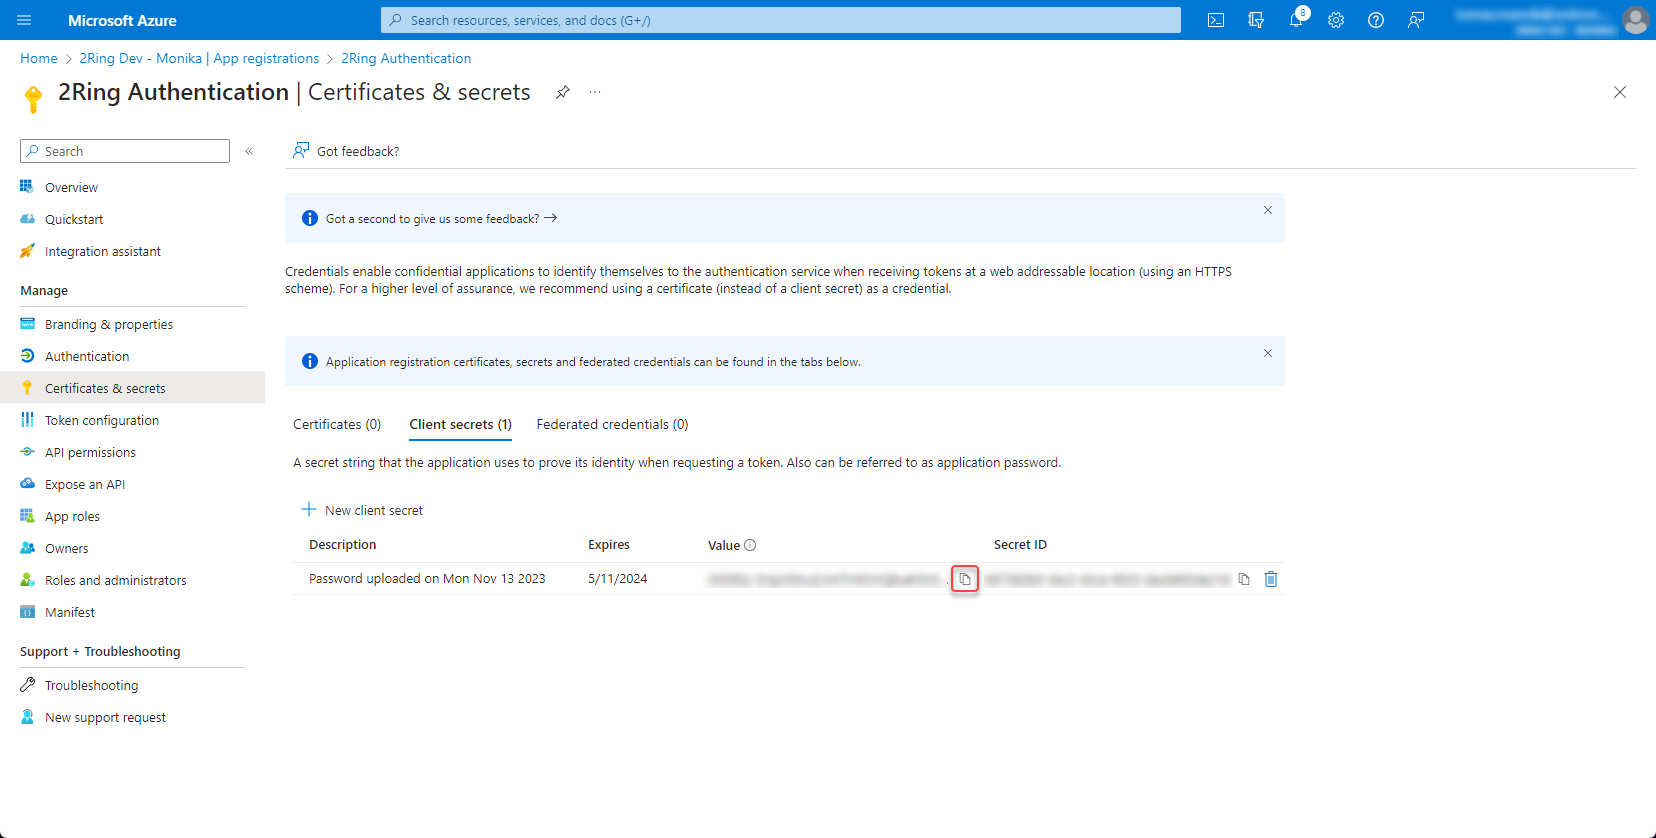 Microsoft Azure
Search resources, services, and docs (G+/)
8
Home > 2Ring Dev - Monika | App registrations > 2Ring Authentication
2Ring Authentication | Certificates & secrets
Search
«
Got feedback?
Overview
Quickstart
Integration assistant
Manage
Branding & properties
Authentication
Certificates & secrets
Token configuration
API permissions
Expose an API
App roles
Owners
Roles and administrators
Manifest
Support + Troubleshooting
Troubleshooting
New support request
Got a second to give us some feedback? →
Credentials enable confidential applications to identify themselves to the authentication service when receiving tokens at a web addressable location (using an HTTPS
scheme). For a higher level of assurance, we recommend using a certificate (instead of a client secret) as a credential.
Application registration certificates, secrets and federated credentials can be found in the tabs below.
Certificates (0) Client secrets (1) Federated credentials (0)
A secret string that the application uses to prove its identity when requesting a token. Also can be referred to as application password.
New client secret
Description Expires Value Secret ID
Password uploaded on Mon Nov 13 2023 5/11/2024